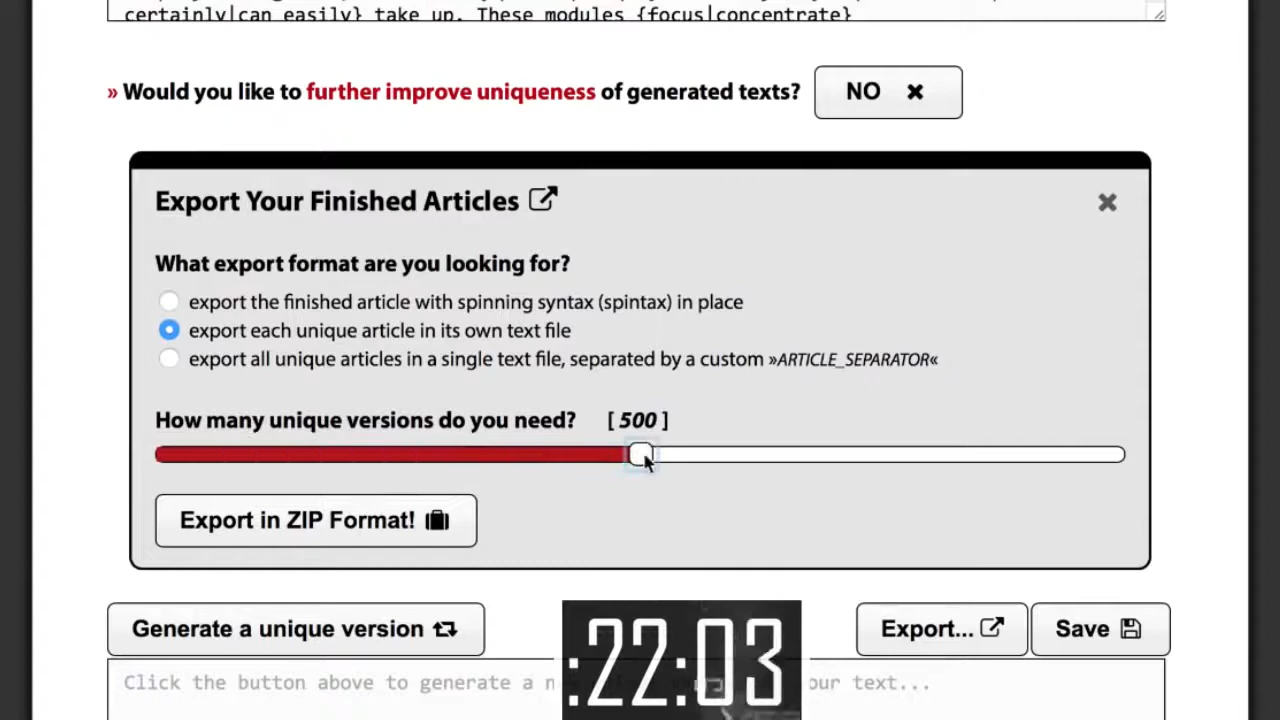 certainly|can easily} take up. These modules {focus|concentrate}
» Would you like to further improve uniqueness of generated texts? NO ✖
Export Your Finished Articles
What export format are you looking for?
export the finished article with spinning syntax (spintax) in place
export each unique article in its own text file
export all unique articles in a single text file, separated by a custom »ARTICLE_SEPARATOR«
How many unique versions do you need? [ 500 ]
Export in ZIP Format!
Generate a unique version
Export...
Save
:22:03
Click the button above to generate a n our text...